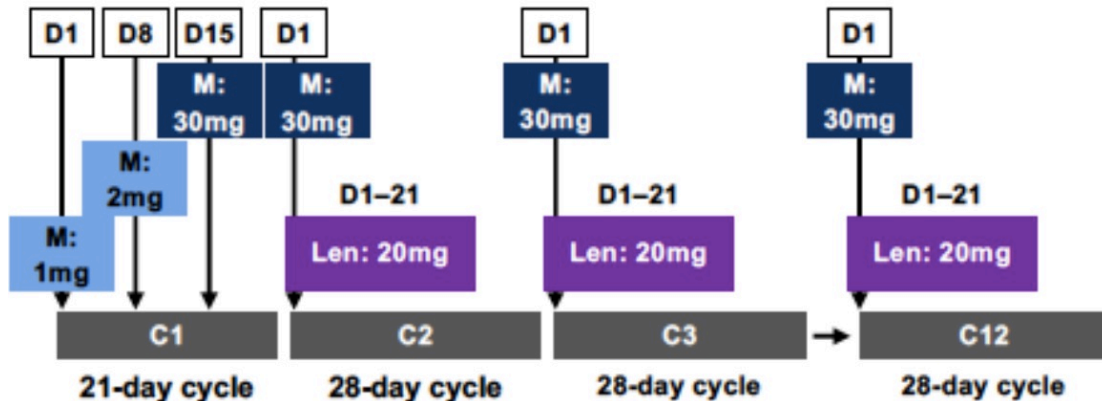 D1 D8 D15 D1 D1 D1
M:
30mg
M:
30mg
M:
30mg
M:
30mg
M:
2mg
D1–21 D1–21 D1–21
M:
1mg
Len: 20mg Len: 20mg Len: 20mg
C1 C2 C3 C12
21-day cycle 28-day cycle 28-day cycle 28-day cycle